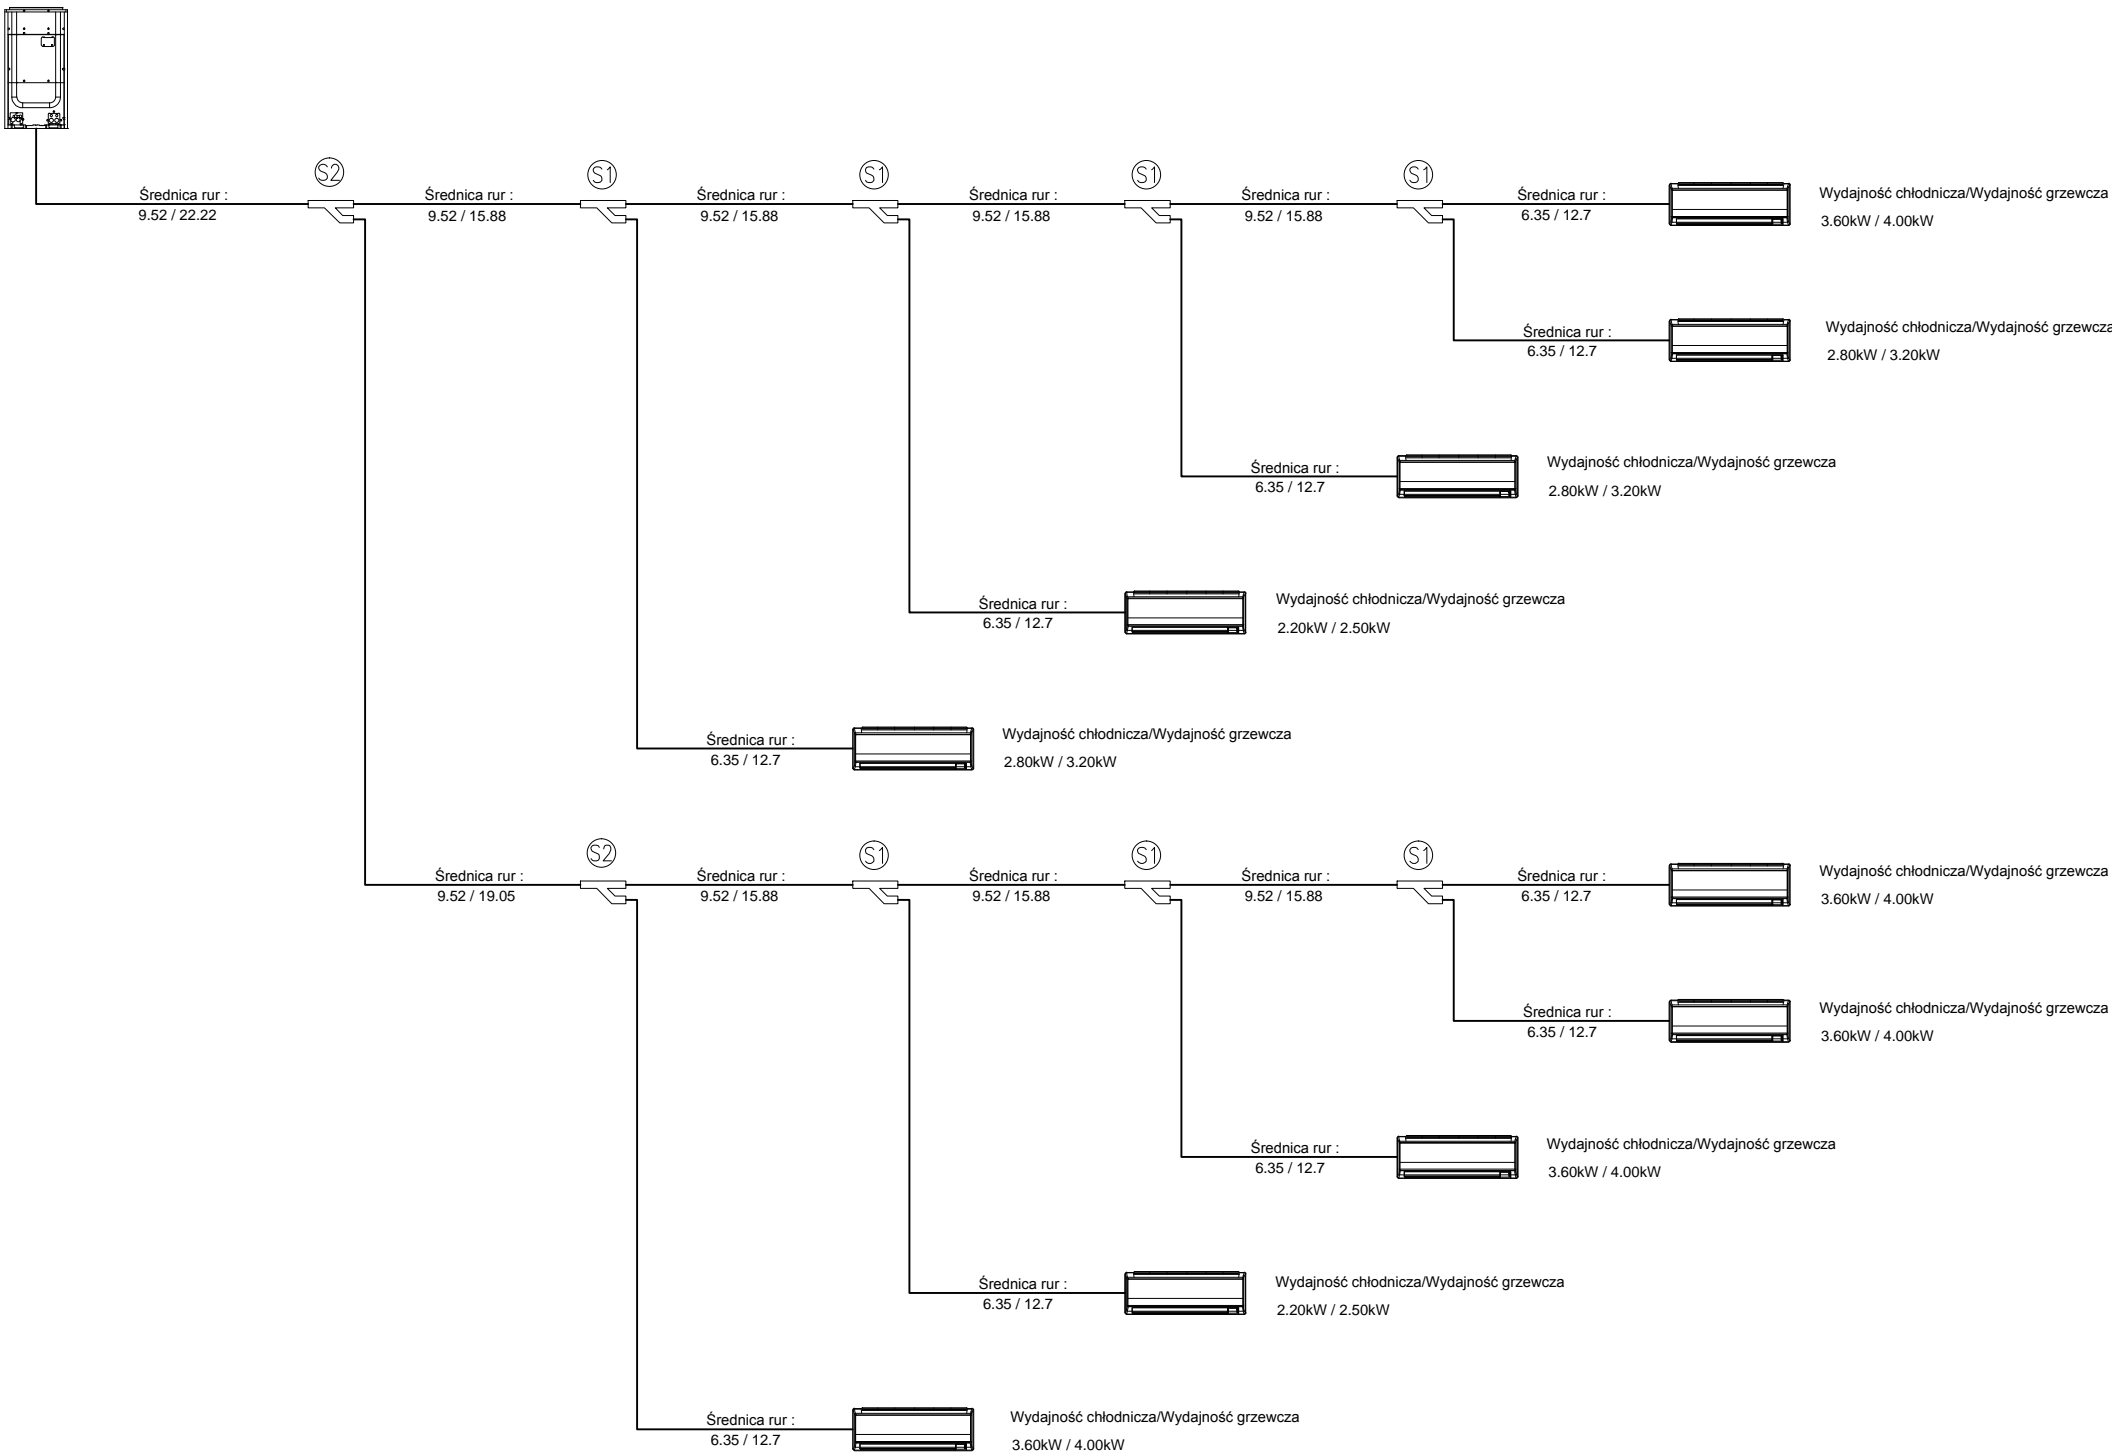 S2
S1
S1
S1
S1
Średnica rur :
9.52 / 22.22
Średnica rur :
9.52 / 15.88
Średnica rur :
9.52 / 15.88
Średnica rur :
9.52 / 15.88
Średnica rur :
9.52 / 15.88
Średnica rur :
6.35 / 12.7
Wydajność chłodnicza/Wydajność grzewcza
3.60kW / 4.00kW
Średnica rur :
6.35 / 12.7
Wydajność chłodnicza/Wydajność grzewcza
2.80kW / 3.20kW
Średnica rur :
6.35 / 12.7
Wydajność chłodnicza/Wydajność grzewcza
2.80kW / 3.20kW
Średnica rur :
6.35 / 12.7
Wydajność chłodnicza/Wydajność grzewcza
2.20kW / 2.50kW
Średnica rur :
6.35 / 12.7
Wydajność chłodnicza/Wydajność grzewcza
2.80kW / 3.20kW
S2
S1
S1
S1
Średnica rur :
9.52 / 19.05
Średnica rur :
9.52 / 15.88
Średnica rur :
9.52 / 15.88
Średnica rur :
9.52 / 15.88
Średnica rur :
6.35 / 12.7
Wydajność chłodnicza/Wydajność grzewcza
3.60kW / 4.00kW
Średnica rur :
6.35 / 12.7
Wydajność chłodnicza/Wydajność grzewcza
3.60kW / 4.00kW
Średnica rur :
6.35 / 12.7
Wydajność chłodnicza/Wydajność grzewcza
3.60kW / 4.00kW
Średnica rur :
6.35 / 12.7
Wydajność chłodnicza/Wydajność grzewcza
2.20kW / 2.50kW
Średnica rur :
6.35 / 12.7
Wydajność chłodnicza/Wydajność grzewcza
3.60kW / 4.00kW